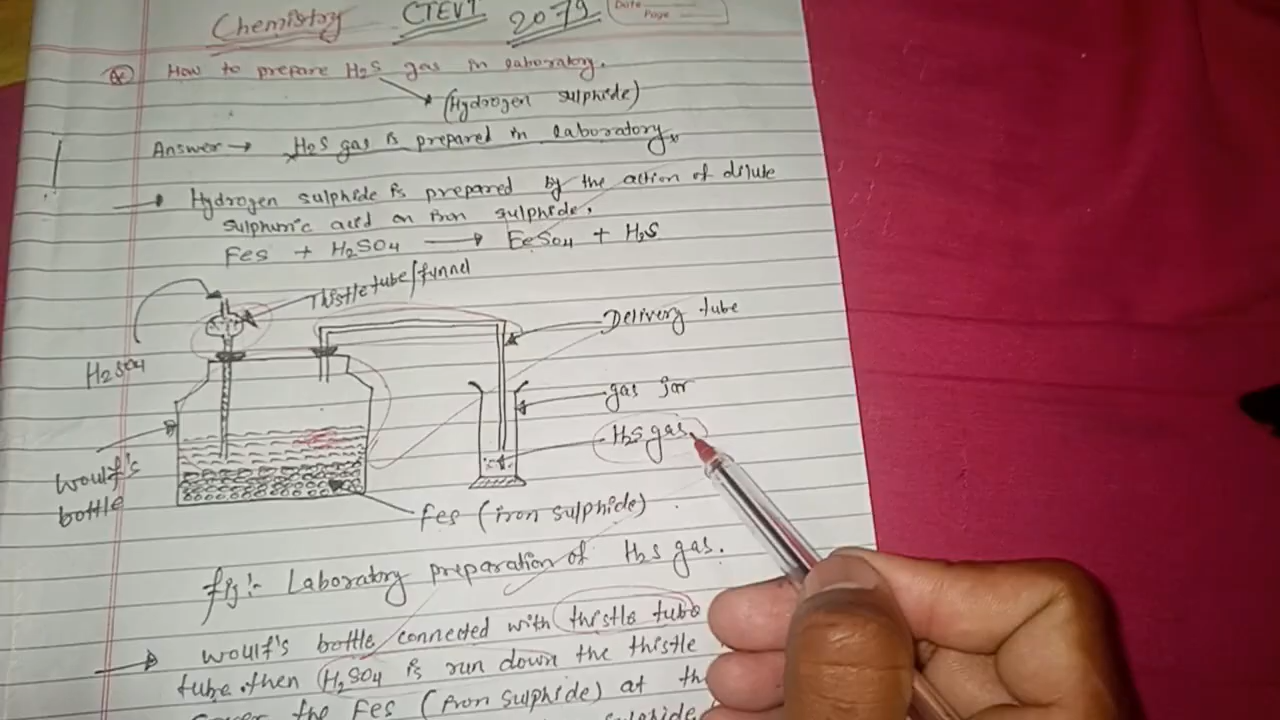 Chemistry CTEVT 2079
Date
Page
How to prepare H2S gas in laboratory.
(Hydrogen sulphide)
Answer → H2S gas is prepared in laboratory
→ Hydrogen sulphide is prepared by the action of dilute
sulphuric acid on iron sulphide.
FeS + H2SO4 → FeSO4 + H2S
Thistle tube/funnel
H2SO4
Delivery tube
gas jar
H2S gas
Woulf's
bottle
FeS (iron sulphide)
fig:- Laboratory preparation of H2S gas.
→ Woulf's bottle connected with thistle tube
tube. then H2SO4 is run down the thistle
the FeS (iron sulphide) at
sulphide